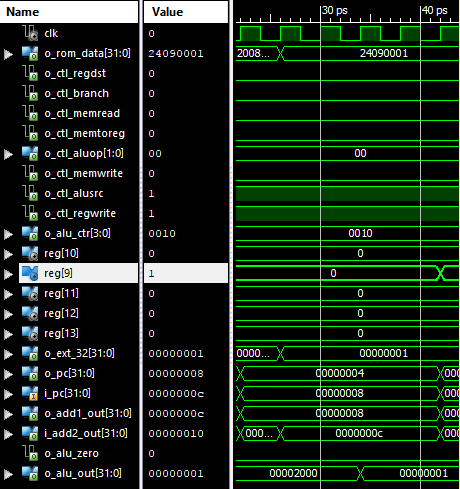 Name Value 30 ps 40 ps
clk 0
o_rom_data[31:0] 24090001 2008... 24090001
o_ctl_regdst 0
o_ctl_branch 0
o_ctl_memread 0
o_ctl_memtoreg 0
o_ctl_aluop[1:0] 00 00
o_ctl_memwrite 0
o_ctl_alusrc 1
o_ctl_regwrite 1
o_alu_ctr[3:0] 0010 0010
reg[10] 0 0
reg[9] 1 0
reg[11] 0 0
reg[12] 0 0
reg[13] 0 0
o_ext_32[31:0] 00000001 0000... 00000001
o_pc[31:0] 00000008 00000004 000
i_pc[31:0] 0000000c 00000008 000
o_add1_out[31:0] 0000000c 00000008 000
i_add2_out[31:0] 00000010 000... 0000000c 000
o_alu_zero 0
o_alu_out[31:0] 00000001 00002000 00000001